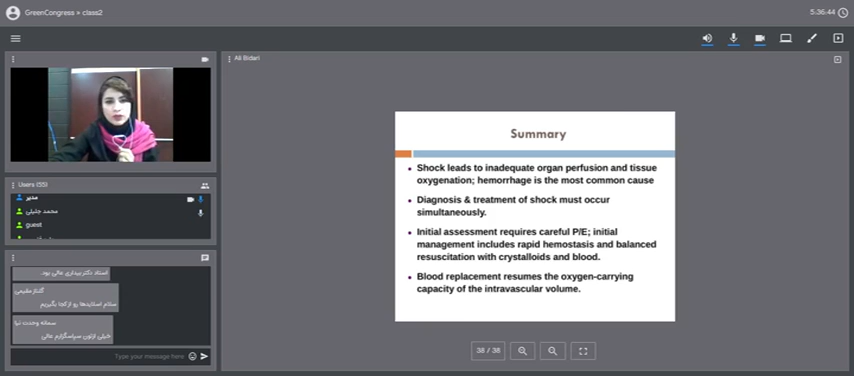 GreenCongress > class2
5:36:44
Ali Bidari
Users (55)
مدیر
محمد جلیلی
guest
استاد دکتر بیداری عالی بود.
گلناز مقیمی
سلام اسلایدها رو از کجا بگیریم
سمانه وحدت نیا
خیلی ازتون سپاسگزارم عالی
Type your message here
Summary
• Shock leads to inadequate organ perfusion and tissue
oxygenation; hemorrhage is the most common cause
• Diagnosis & treatment of shock must occur
simultaneously.
• Initial assessment requires careful P/E; initial
management includes rapid hemostasis and balanced
resuscitation with crystalloids and blood.
• Blood replacement resumes the oxygen-carrying
capacity of the intravascular volume.
38 / 38